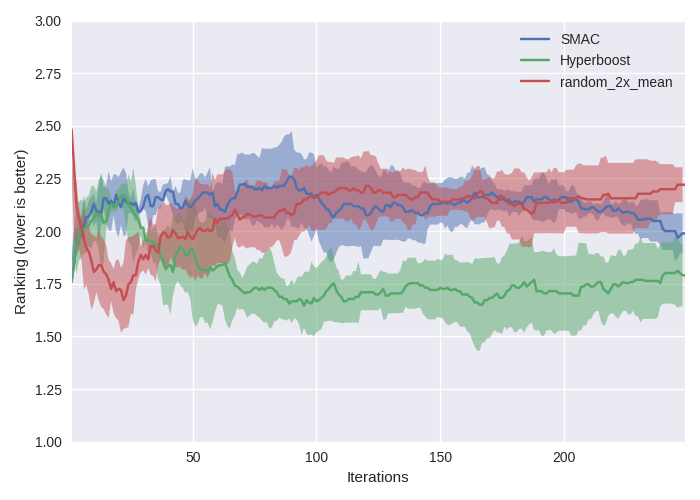 3.00
2.75
2.50
2.25
2.00
1.75
1.50
1.25
1.00
Ranking (lower is better)
SMAC
Hyperboost
random_2x_mean
50
100
150
200
Iterations